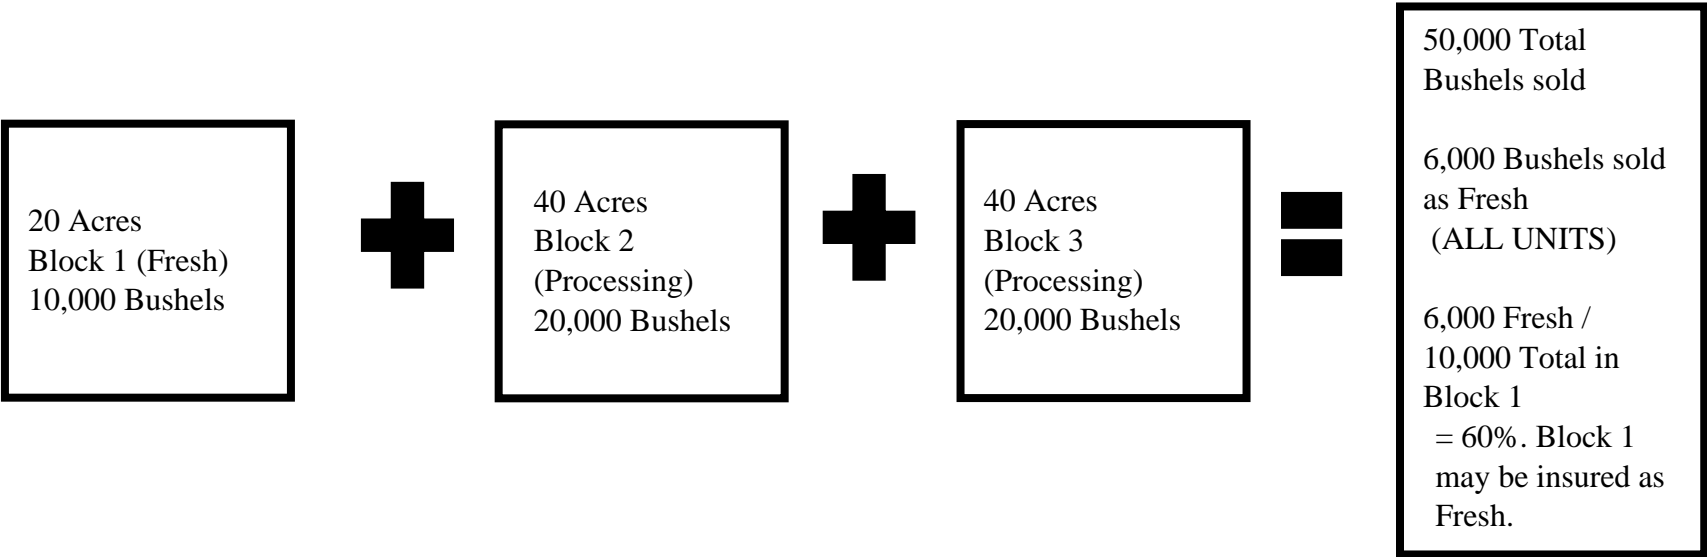 20 Acres
Block 1 (Fresh)
10,000 Bushels
40 Acres
Block 2
(Processing)
20,000 Bushels
40 Acres
Block 3
(Processing)
20,000 Bushels
50,000 Total
Bushels sold
6,000 Bushels sold
as Fresh
(ALL UNITS)
6,000 Fresh /
10,000 Total in
Block 1
= 60%. Block 1
may be insured as
Fresh.